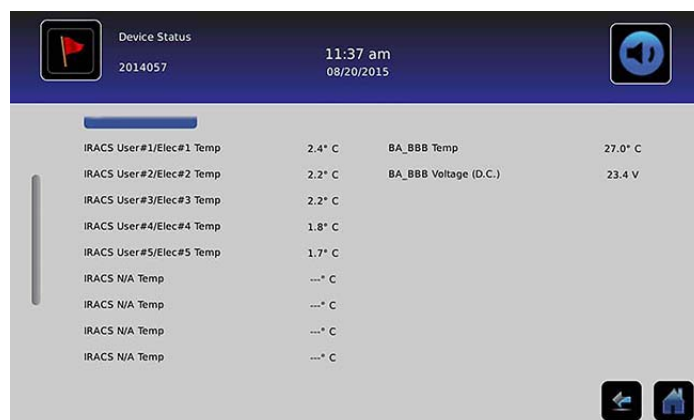 Device Status
2014057
11:37 am
08/20/2015
IRACS User#1/Elec#1 Temp 2.4° C BA_BBB Temp 27.0° C
IRACS User#2/Elec#2 Temp 2.2° C BA_BBB Voltage (D.C.) 23.4 V
IRACS User#3/Elec#3 Temp 2.2° C
IRACS User#4/Elec#4 Temp 1.8° C
IRACS User#5/Elec#5 Temp 1.7° C
IRACS N/A Temp ---° C
IRACS N/A Temp ---° C
IRACS N/A Temp ---° C
IRACS N/A Temp ---° C